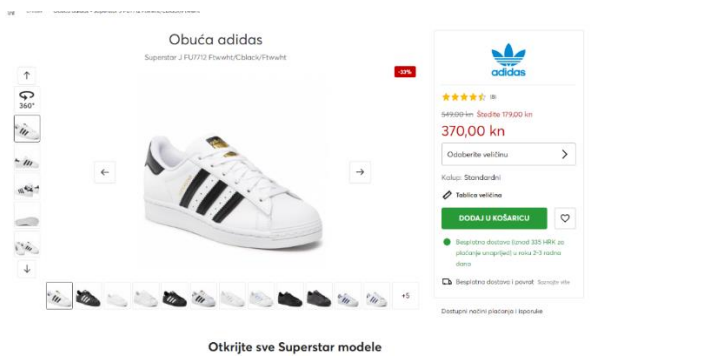 Obuća adidas
Superstar J FU7712 Ftwwht/Cblack/Ftwwht
-33%
360°
+5
adidas
549,00 kn Štedite 179,00 kn
370,00 kn
Odaberite veličinu
Kalup: Standardni
Tablica veličina
DODAJ U KOŠARICU
Besplatna dostava (iznad 335 HRK za
plaćanje unaprijed) u roku 2-3 radna
dana
Besplatna dostava i povrat Saznajte više
Dostupni načini plaćanja i isporuke
Otkrijte sve Superstar modele